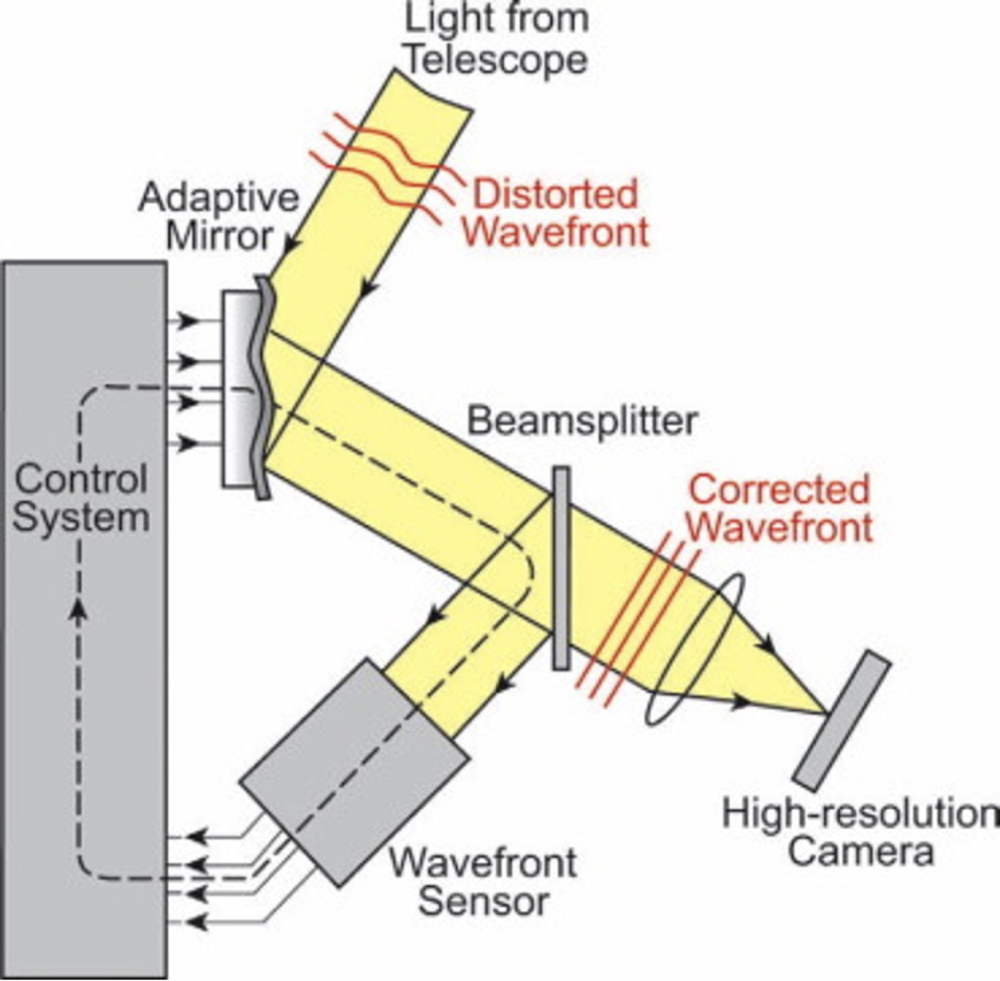 Light from
Telescope
Distorted
Wavefront
Adaptive
Mirror
Beamsplitter
Control
System
Corrected
Wavefront
High-resolution
Camera
Wavefront
Sensor